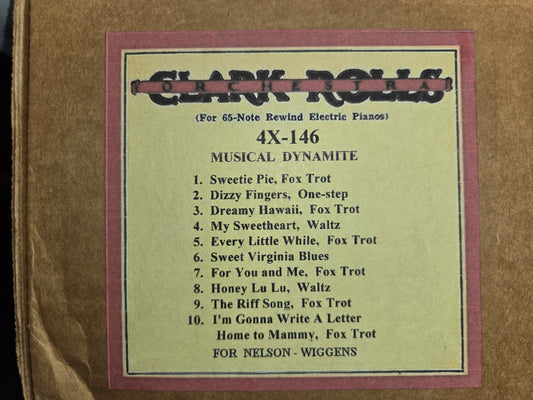 CLARK ROLLS
ORCHESTRA
(For 65-Note Rewind Electric Pianos)
4X-146
MUSICAL DYNAMITE
1. Sweetie Pie, Fox Trot
2. Dizzy Fingers, One-step
3. Dreamy Hawaii, Fox Trot
4. My Sweetheart, Waltz
5. Every Little While, Fox Trot
6. Sweet Virginia Blues
7. For You and Me, Fox Trot
8. Honey Lu Lu, Waltz
9. The Riff Song, Fox Trot
10. I'm Gonna Write A Letter
Home to Mammy, Fox Trot
FOR NELSON - WIGGENS